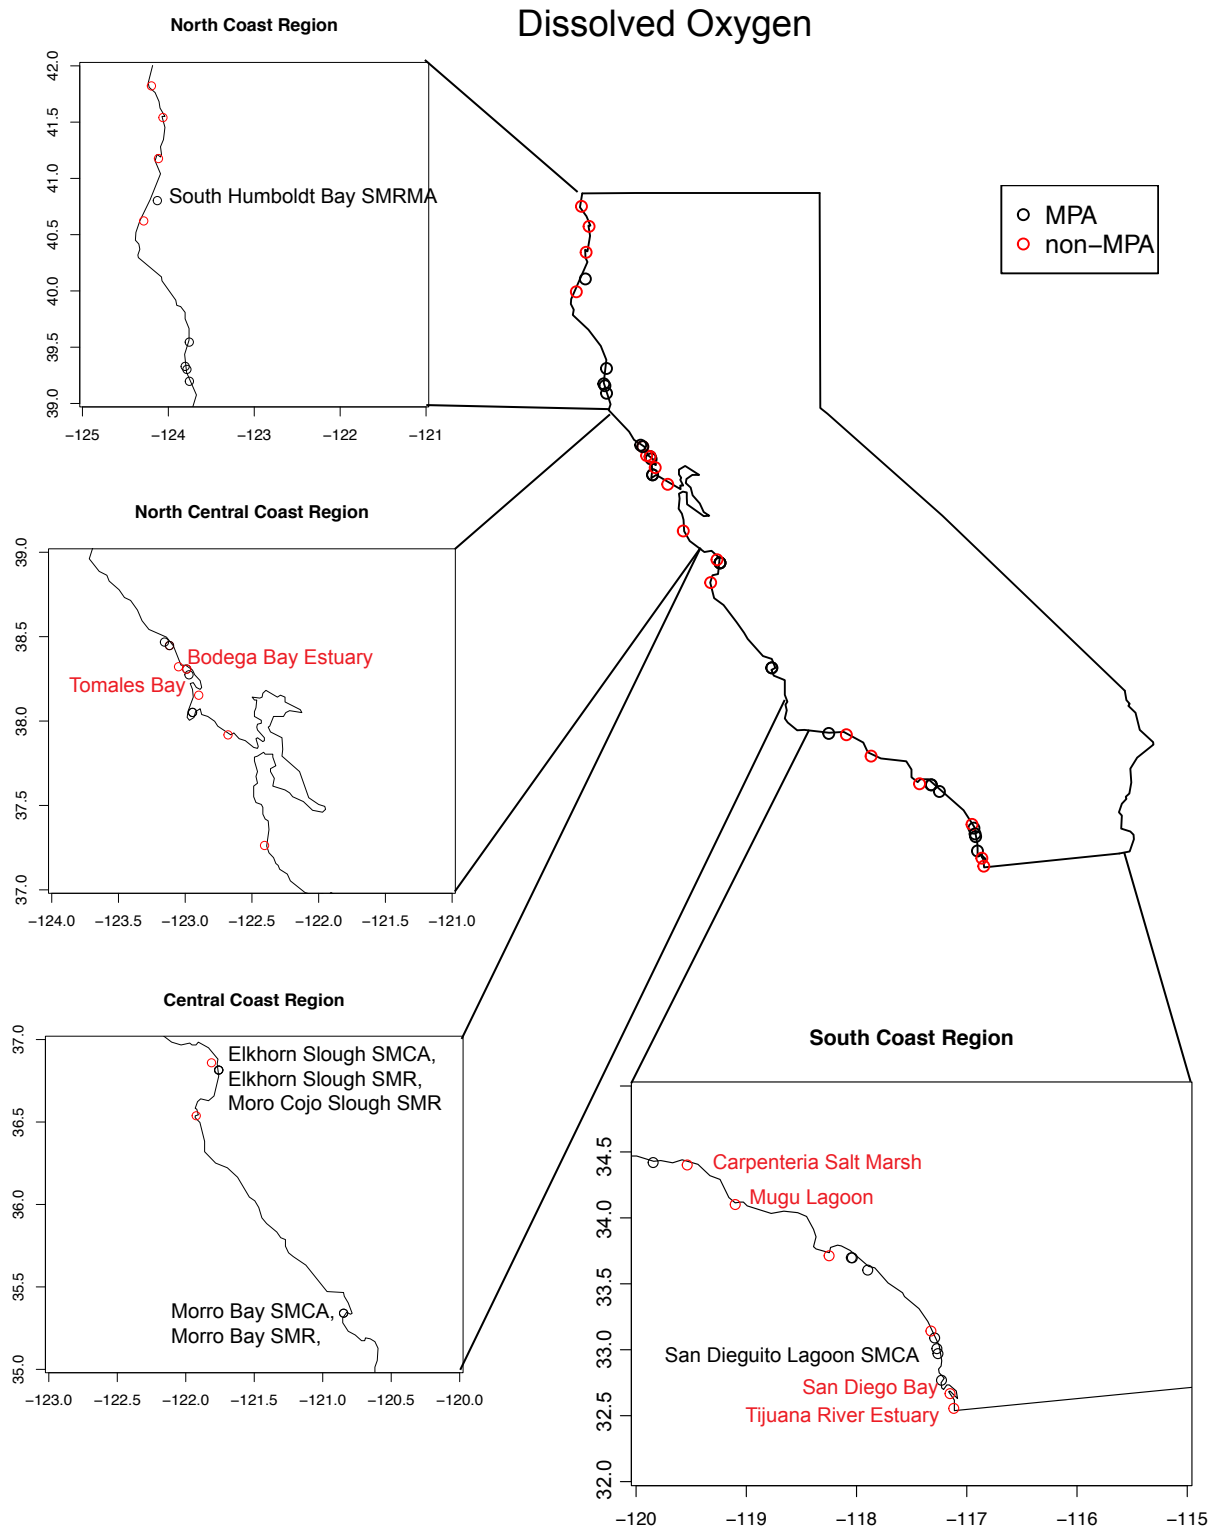 Dissolved Oxygen
North Coast Region
42.0
41.5
41.0
40.5
40.0
39.5
39.0
South Humboldt Bay SMRMA
−125
−124
−123
−122
−121
MPA
non−MPA
North Central Coast Region
39.0
38.5
38.0
37.5
37.0
Bodega Bay Estuary
Tomales Bay
−124.0
−123.5
−123.0
−122.5
−122.0
−121.5
−121.0
Central Coast Region
37.0
36.5
36.0
35.5
35.0
Elkhorn Slough SMCA,
Elkhorn Slough SMR,
Moro Cojo Slough SMR
Morro Bay SMCA,
Morro Bay SMR,
−123.0
−122.5
−122.0
−121.5
−121.0
−120.5
−120.0
South Coast Region
34.5
34.0
33.5
33.0
32.5
32.0
Carpenteria Salt Marsh
Mugu Lagoon
San Dieguito Lagoon SMCA
San Diego Bay
Tijuana River Estuary
−120
−119
−118
−117
−116
−115